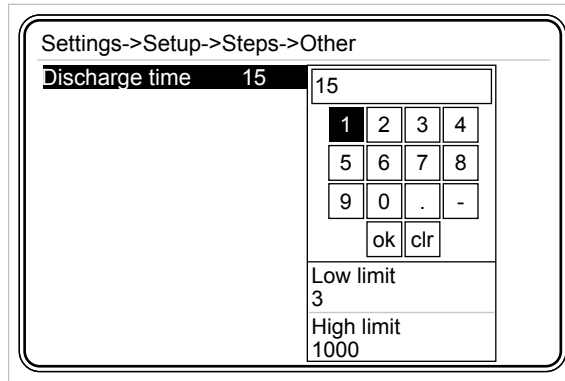 Settings->Setup->Steps->Other
Discharge time 15
15
1 2 3 4
5 6 7 8
9 0 . -
ok clr
Low limit
3
High limit
1000